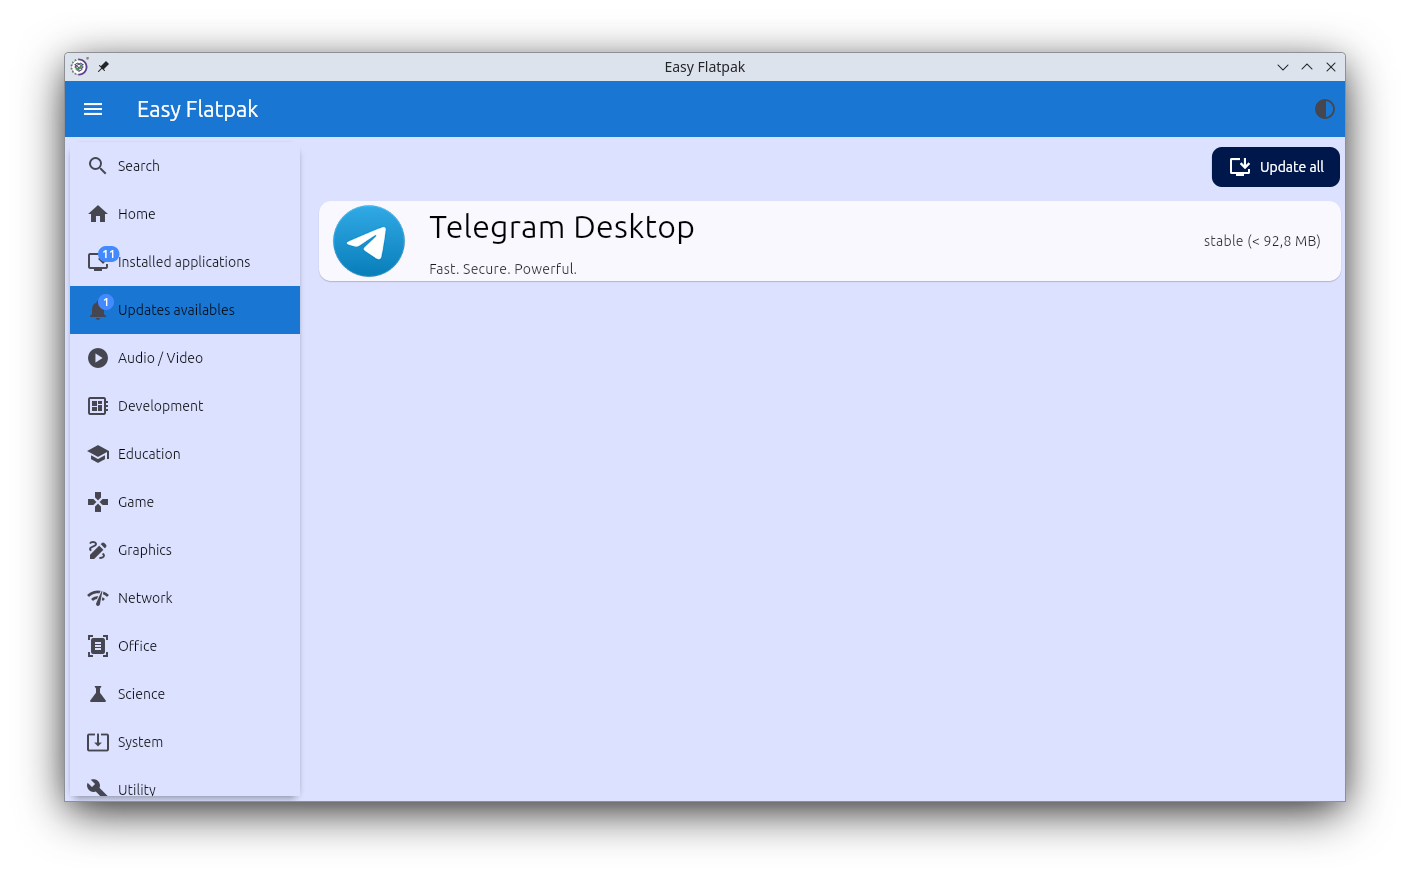 Easy Flatpak
Easy Flatpak
Search
Home
11
Installed applications
1
Updates availables
Audio / Video
Development
Education
Game
Graphics
Network
Office
Science
System
Utility
Update all
Telegram Desktop
Fast. Secure. Powerful.
stable (< 92,8 MB)